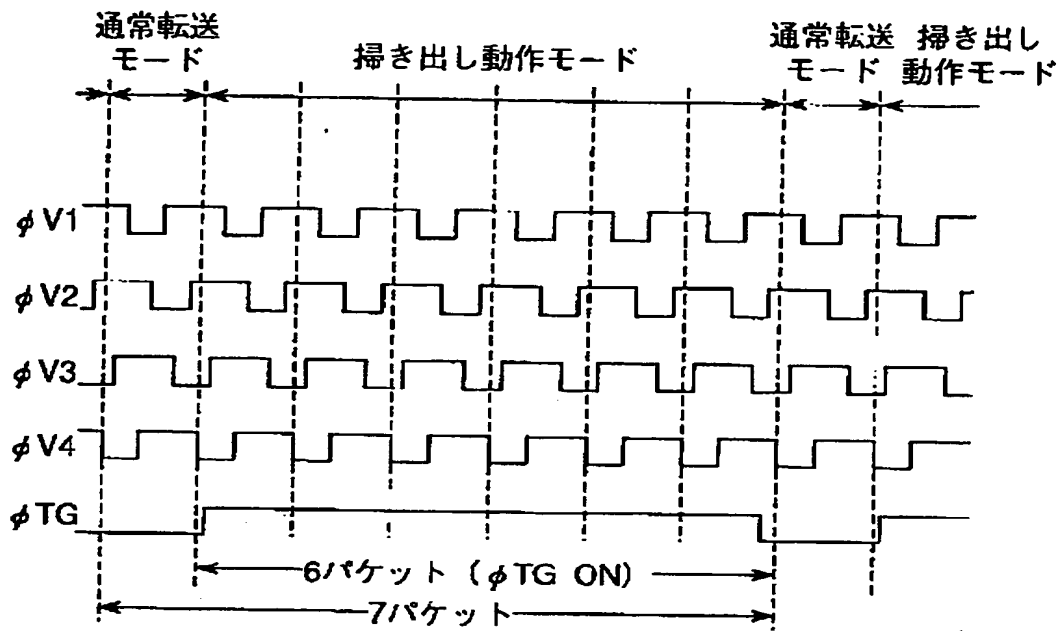 通常転送
モード
掃き出し動作モード
通常転送
モード
掃き出し
動作モード
φV1
φV2
φV3
φV4
φTG
6パケット（φTG ON）
7パケット